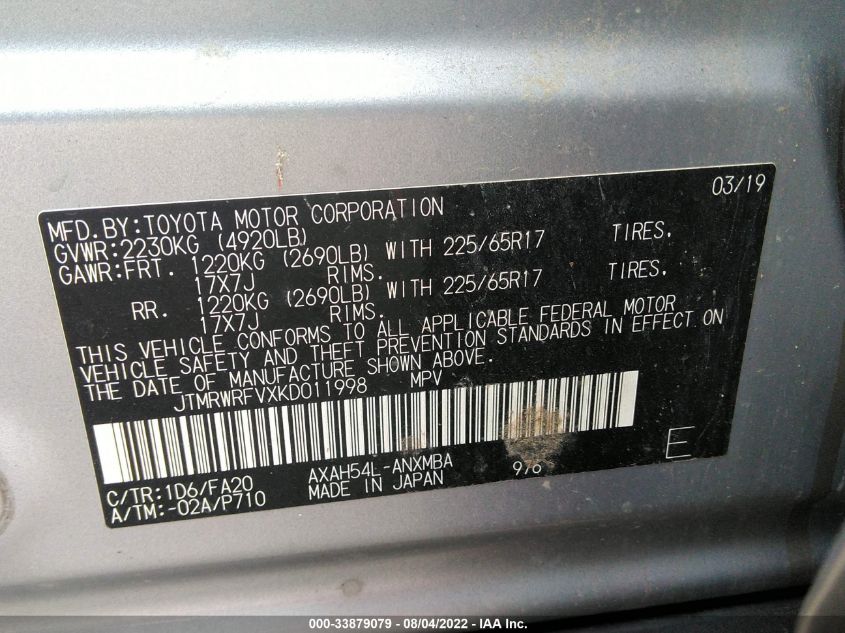 03/19
MFD.BY:TOYOTA MOTOR CORPORATION
GVWR:2230KG (4920LB)
GAWR:FRT. 1220KG (2690LB) WITH 225/65R17 TIRES.
17X7J RIMS.
RR. 1220KG (2690LB) WITH 225/65R17 TIRES.
17X7J RIMS.
THIS VEHICLE CONFORMS TO ALL APPLICABLE FEDERAL MOTOR
VEHICLE SAFETY AND THEFT PREVENTION STANDARDS IN EFFECT ON
THE DATE OF MANUFACTURE SHOWN ABOVE.
JTMRWRFVXKD011998 MPV
E
C/TR:1D6/FA20 AXAH54L-ANXMBA
A/TM:-02A/P710 MADE IN JAPAN
000-33879079 - 08/04/2022 - IAA Inc.